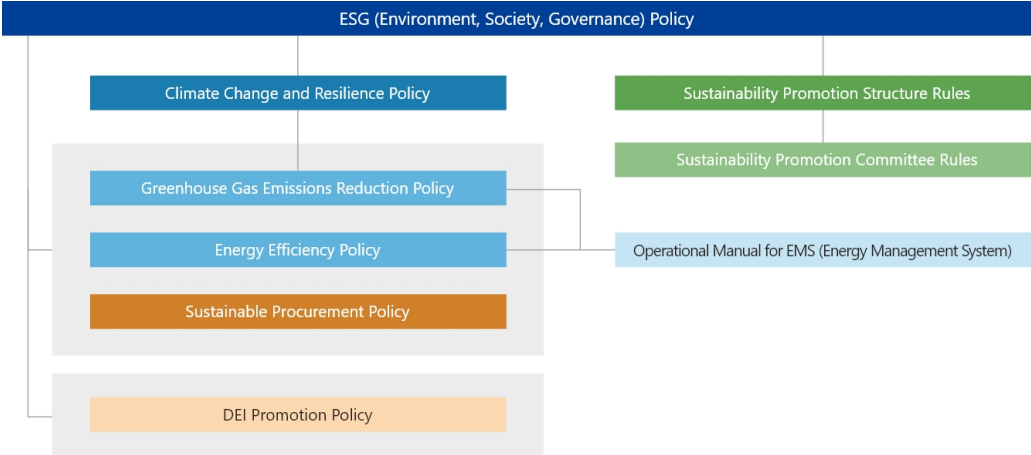 ESG (Environment, Society, Governance) Policy
Climate Change and Resilience Policy
Sustainability Promotion Structure Rules
Sustainability Promotion Committee Rules
Greenhouse Gas Emissions Reduction Policy
Energy Efficiency Policy
Operational Manual for EMS (Energy Management System)
Sustainable Procurement Policy
DEI Promotion Policy